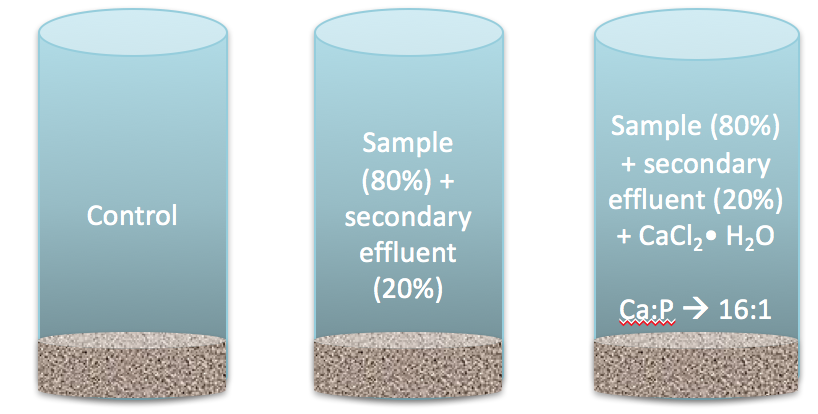 Control
Sample
(80%) +
secondary
effluent
(20%)
Sample (80%)
+ secondary
effluent (20%)
+ CaCl₂• H₂O
Ca:P → 16:1